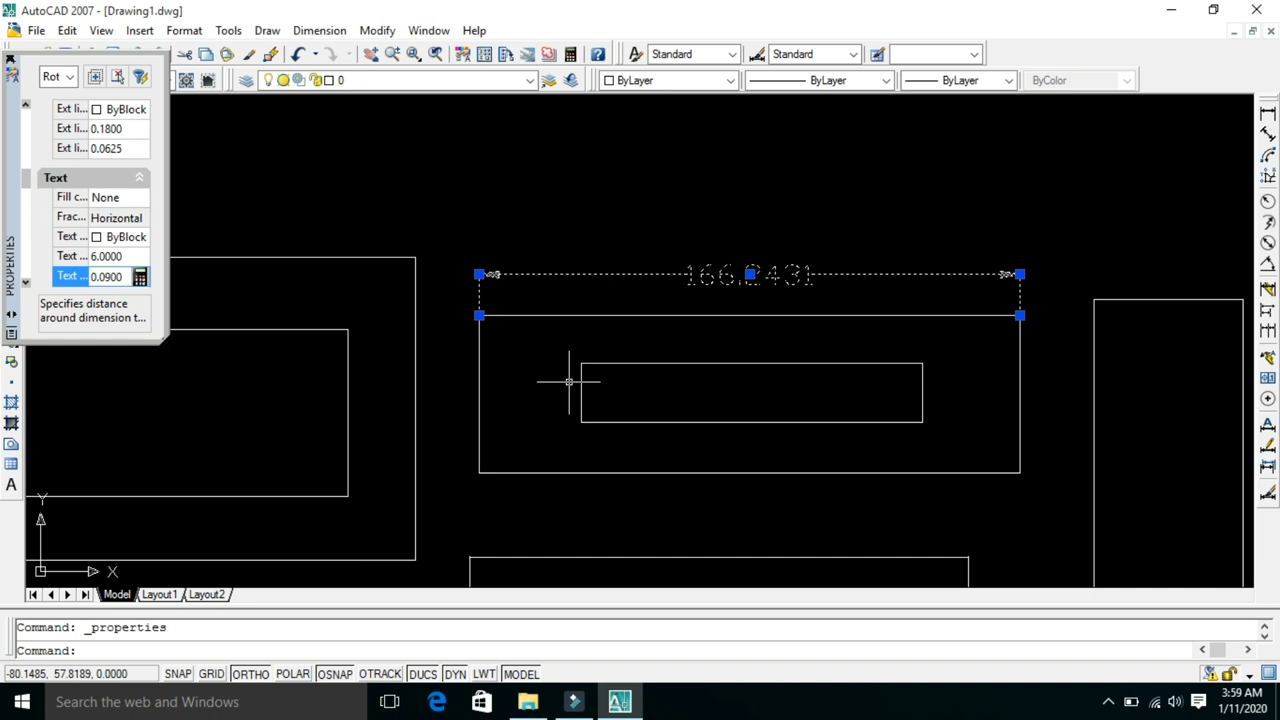 AutoCAD 2007 - [Drawing1.dwg]
File Edit View Insert Format Tools Draw Dimension Modify Window Help
Standard Standard
Rot 0 ByLayer ByLayer ByLayer ByColor
Ext li... ByBlock
Ext li... 0.1800
Ext li... 0.0625
Text
Fill c... None
Frac... Horizontal
Text ... ByBlock
Text ... 6.0000
Text ... 0.0900
Specifies distance
around dimension t...
PROPERTIES
166.2431
Y
X
A
Model Layout1 Layout2
Command: _properties
Command:
-80.1485, 57.8189, 0.0000 SNAP GRID ORTHO POLAR OSNAP OTRACK DUCS DYN LWT MODEL
Search the web and Windows
3:59 AM
1/11/2020